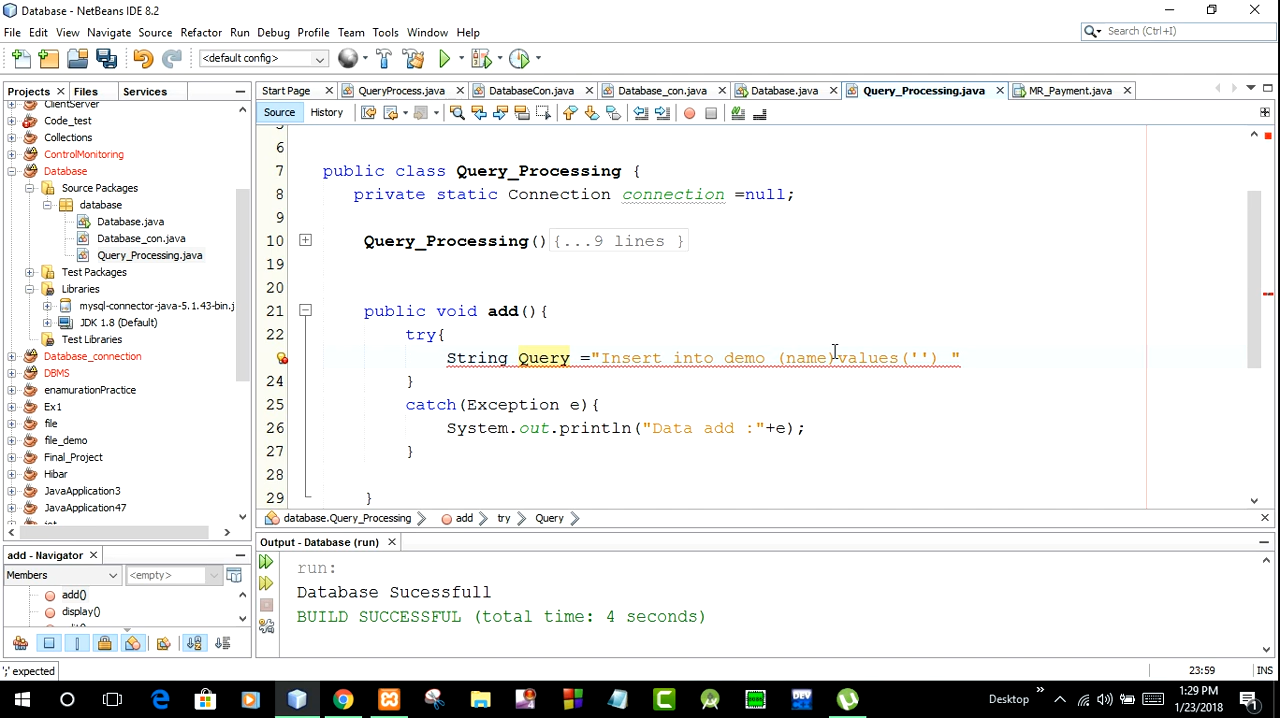 Database - NetBeans IDE 8.2
File Edit View Navigate Source Refactor Run Debug Profile Team Tools Window Help
Search (Ctrl+I)
<default config>
Projects Files Services
Start Page QueryProcess.java DatabaseCon.java Database_con.java Database.java Query_Processing.java MR_Payment.java
Source History
ClientServer
Code_test
Collections
ControlMonitoring
Database
Source Packages
database
Database.java
Database_con.java
Query_Processing.java
Test Packages
Libraries
mysql-connector-java-5.1.43-bin.j
JDK 1.8 (Default)
Test Libraries
Database_connection
DBMS
enamurationPractice
Ex1
file
file_demo
Final_Project
Hibar
JavaApplication3
JavaApplication47
6
7 public class Query_Processing {
8 private static Connection connection =null;
9
10 Query_Processing(){...9 lines }
19
20
21 public void add(){
22 try{
String Query ="Insert into demo (name)values('') "
24 }
25 catch(Exception e){
26 System.out.println("Data add :"+e);
27 }
28
29 }
database.Query_Processing add try Query
add - Navigator
Members <empty>
add()
display()
Output - Database (run)
run:
Database Sucessfull
BUILD SUCCESSFUL (total time: 4 seconds)
';' expected
23:59 INS
Desktop
1:29 PM
1/23/2018